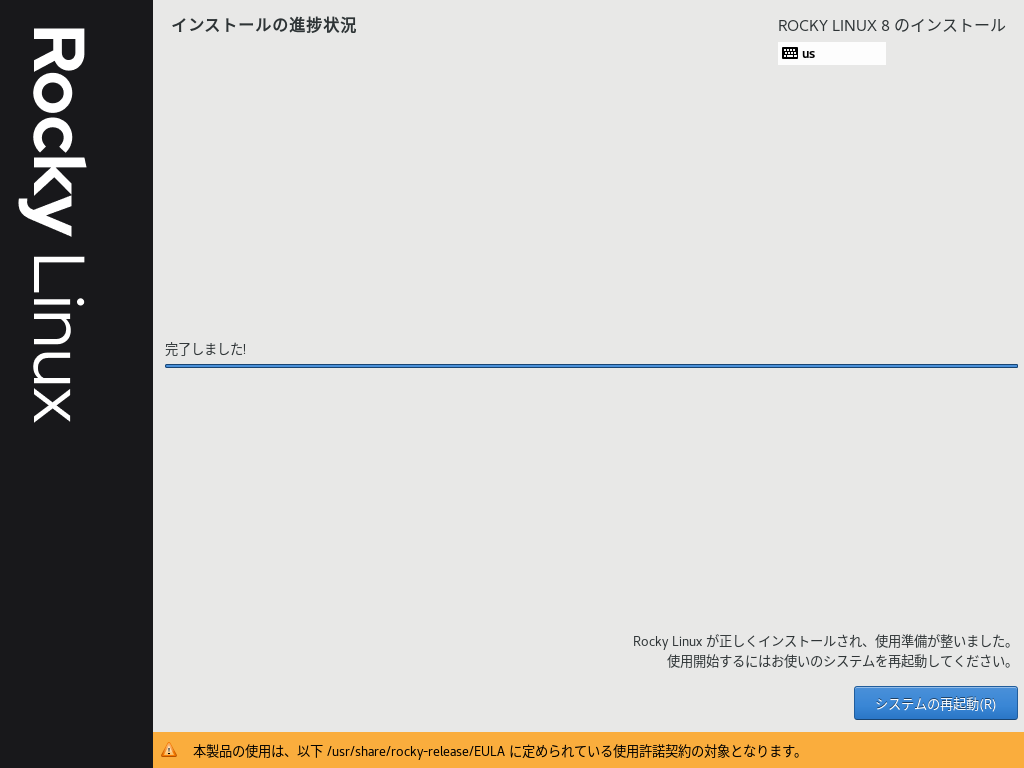 Rocky Linux
インストールの進捗状況
ROCKY LINUX 8 のインストール
us
完了しました!
Rocky Linux が正しくインストールされ、使用準備が整いました。
使用開始するにはお使いのシステムを再起動してください。
システムの再起動(R)
本製品の使用は、以下 /usr/share/rocky-release/EULA に定められている使用許諾契約の対象となります。